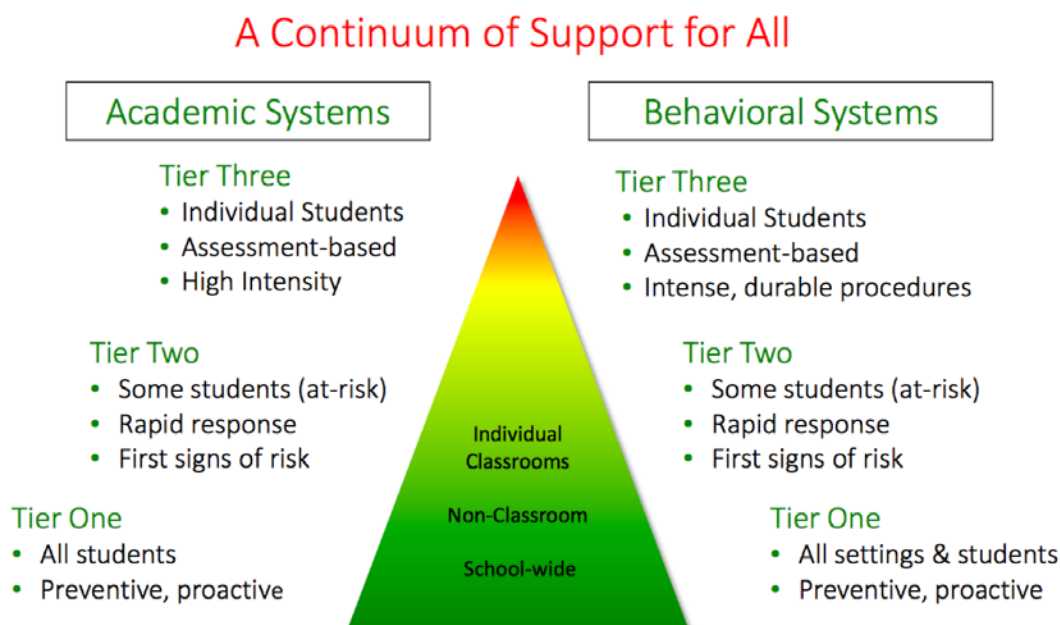 A Continuum of Support for All
Academic Systems
Tier Three
• Individual Students
• Assessment-based
• High Intensity
Tier Two
• Some students (at-risk)
• Rapid response
• First signs of risk
Tier One
• All students
• Preventive, proactive
Individual
Classrooms
Non-Classroom
School-wide
Behavioral Systems
Tier Three
• Individual Students
• Assessment-based
• Intense, durable procedures
Tier Two
• Some students (at-risk)
• Rapid response
• First signs of risk
Tier One
• All settings & students
• Preventive, proactive